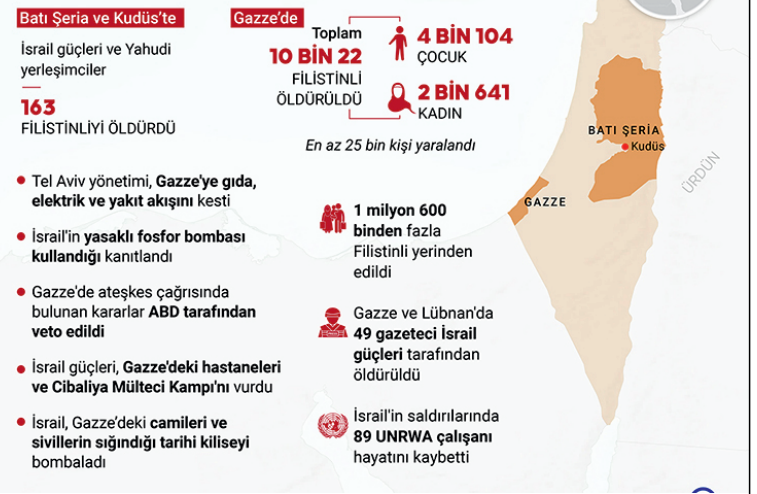 Batı Şeria ve Kudüs'te
İsrail güçleri ve Yahudi
yerleşimciler
163
FİLİSTİNLİYİ ÖLDÜRDÜ
Gazze'de
Toplam
10 BİN 22
FİLİSTİNLİ
ÖLDÜRÜLDÜ
4 BİN 104
ÇOCUK
2 BİN 641
KADIN
En az 25 bin kişi yaralandı
Tel Aviv yönetimi, Gazze'ye gıda,
elektrik ve yakıt akışını kesti
İsrail'in yasaklı fosfor bombası
kullandığı kanıtlandı
Gazze'de ateşkes çağrısında
bulunan kararlar ABD tarafından
veto edildi
İsrail güçleri, Gazze'deki hastaneleri
ve Cibaliya Mülteci Kampı'nı vurdu
İsrail, Gazze'deki camileri ve
sivillerin sığındığı tarihi kiliseyi
bombaladı
1 milyon 600
binden fazla
Filistinli yerinden
edildi
Gazze ve Lübnan'da
49 gazeteci İsrail
güçleri tarafından
öldürüldü
İsrail'in saldırılarında
89 UNRWA çalışanı
hayatını kaybetti
BATI ŞERİA
Kudüs
GAZZE
ÜRDÜN